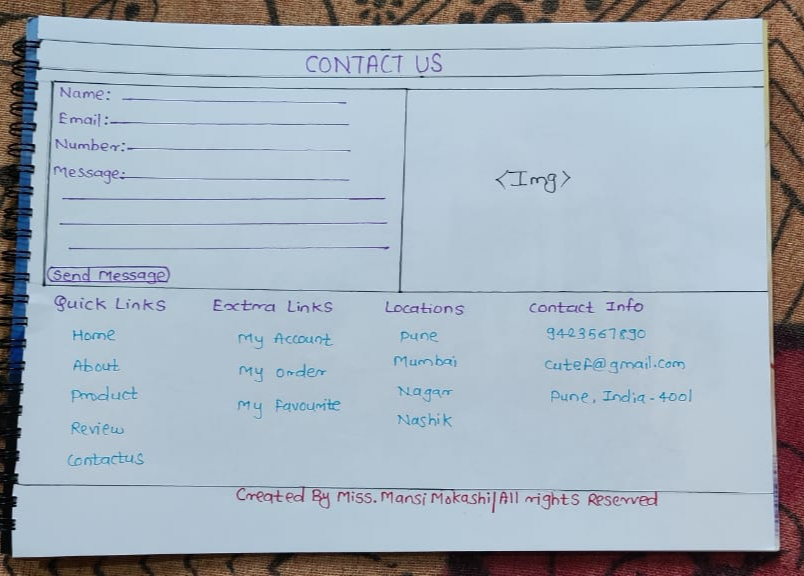 CONTACT US
Name:
Email:
Number:
Message:
<Img>
Send Message
Quick Links
Home
About
Product
Review
Contactus
Extra Links
My Account
My order
My favourite
Locations
Pune
Mumbai
Nagar
Nashik
Contact Info
9423567890
cutef@gmail.com
Pune, India-4001
Created By Miss. Mansi Mokashi|All rights Reserved